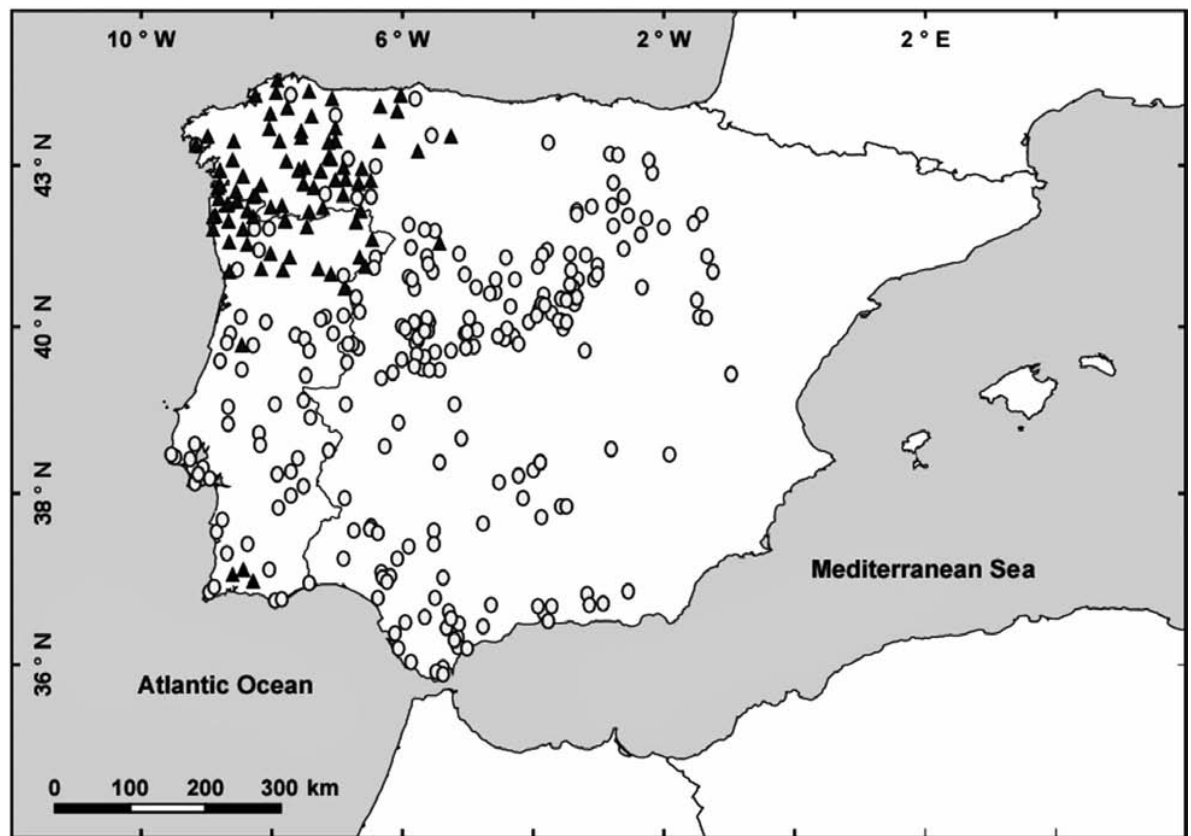 10 ° W 6 ° W 2 ° W 2 ° E
43 ° N
40 ° N
38 ° N
Mediterranean Sea
36 ° N
Atlantic Ocean
0 100 200 300 km